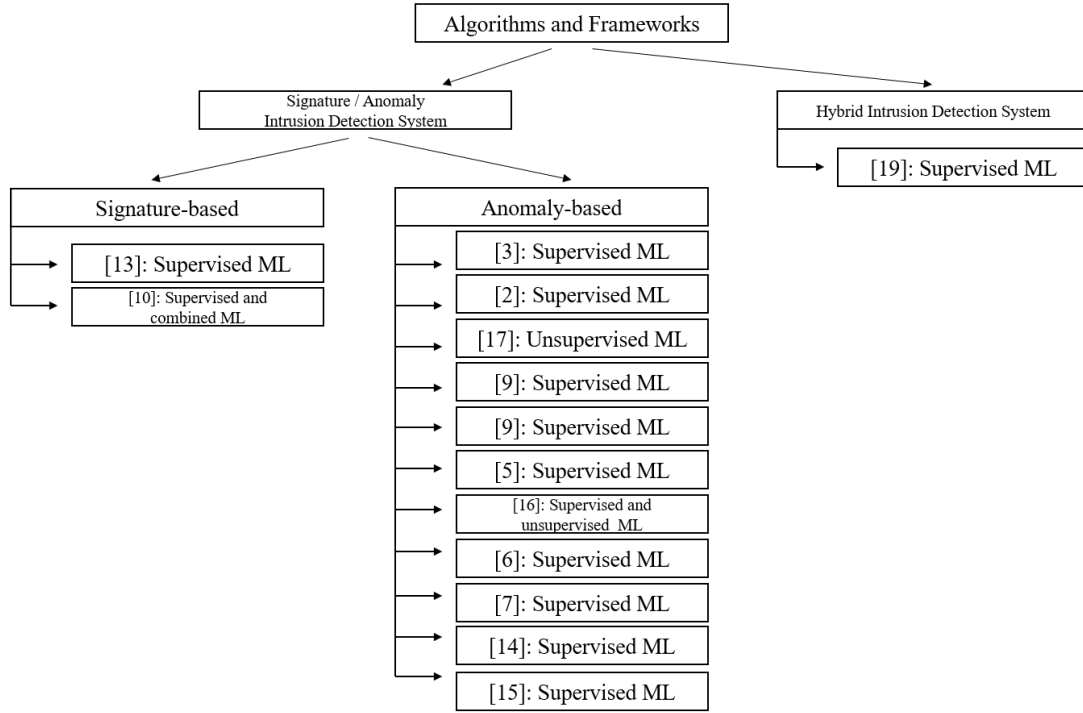 Algorithms and Frameworks
Signature / Anomaly
Intrusion Detection System
Hybrid Intrusion Detection System
[19]: Supervised ML
Signature-based
[13]: Supervised ML
[10]: Supervised and
combined ML
Anomaly-based
[3]: Supervised ML
[2]: Supervised ML
[17]: Unsupervised ML
[9]: Supervised ML
[9]: Supervised ML
[5]: Supervised ML
[16]: Supervised and
unsupervised ML
[6]: Supervised ML
[7]: Supervised ML
[14]: Supervised ML
[15]: Supervised ML